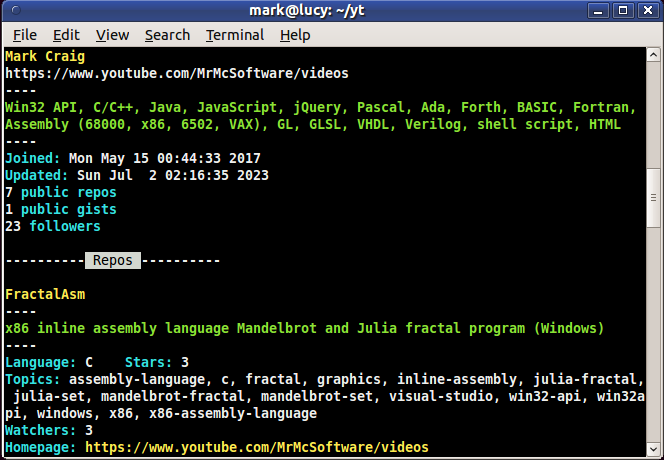 mark@lucy: ~/yt
File Edit View Search Terminal Help
Mark Craig
https://www.youtube.com/MrMcSoftware/videos
----
Win32 API, C/C++, Java, JavaScript, jQuery, Pascal, Ada, Forth, BASIC, Fortran,
Assembly (68000, x86, 6502, VAX), GL, GLSL, VHDL, Verilog, shell script, HTML
----
Joined: Mon May 15 00:44:33 2017
Updated: Sun Jul  2 02:16:35 2023
7 public repos
1 public gists
23 followers
---------- Repos ----------
FractalAsm
----
x86 inline assembly language Mandelbrot and Julia fractal program (Windows)
----
Language: C    Stars: 3
Topics: assembly-language, c, fractal, graphics, inline-assembly, julia-fractal,
 julia-set, mandelbrot-fractal, mandelbrot-set, visual-studio, win32-api, win32a
pi, windows, x86, x86-assembly-language
Watchers: 3
Homepage: https://www.youtube.com/MrMcSoftware/videos